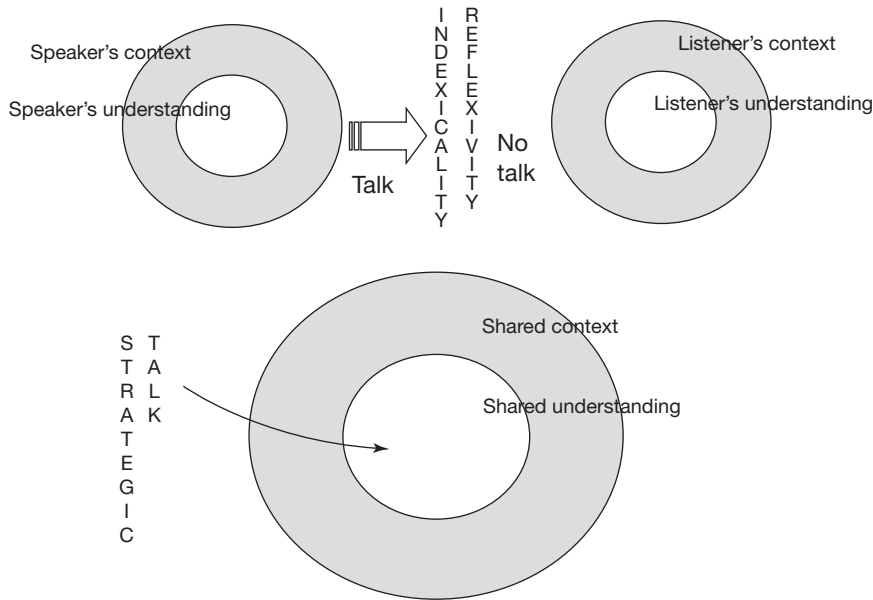 Speaker's context
Speaker's understanding
Talk
INDEXICALITY
REFLEXIVITY
No
talk
Listener's context
Listener's understanding
STRATEGIC
TALK
Shared context
Shared understanding